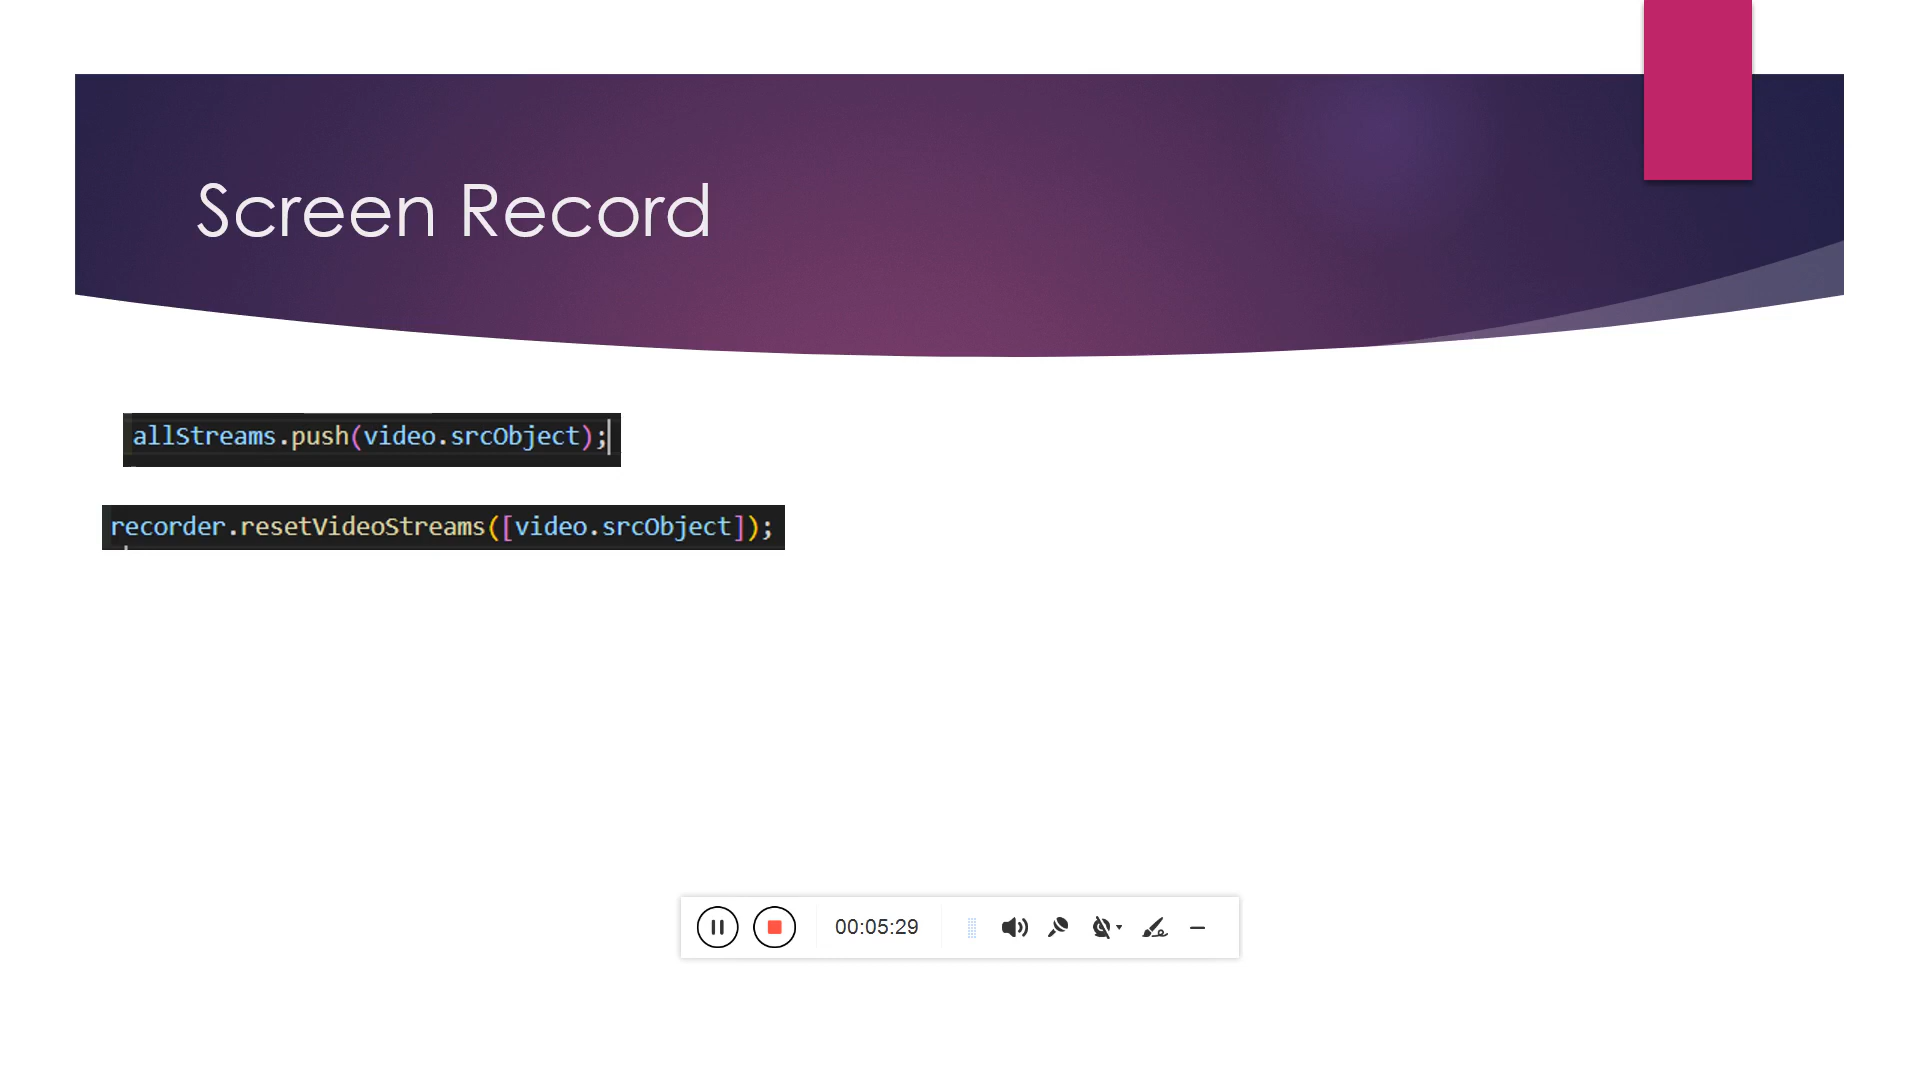 Screen Record
allStreams.push(video.srcObject);
recorder.resetVideoStreams([video.srcObject]);
00:05:29